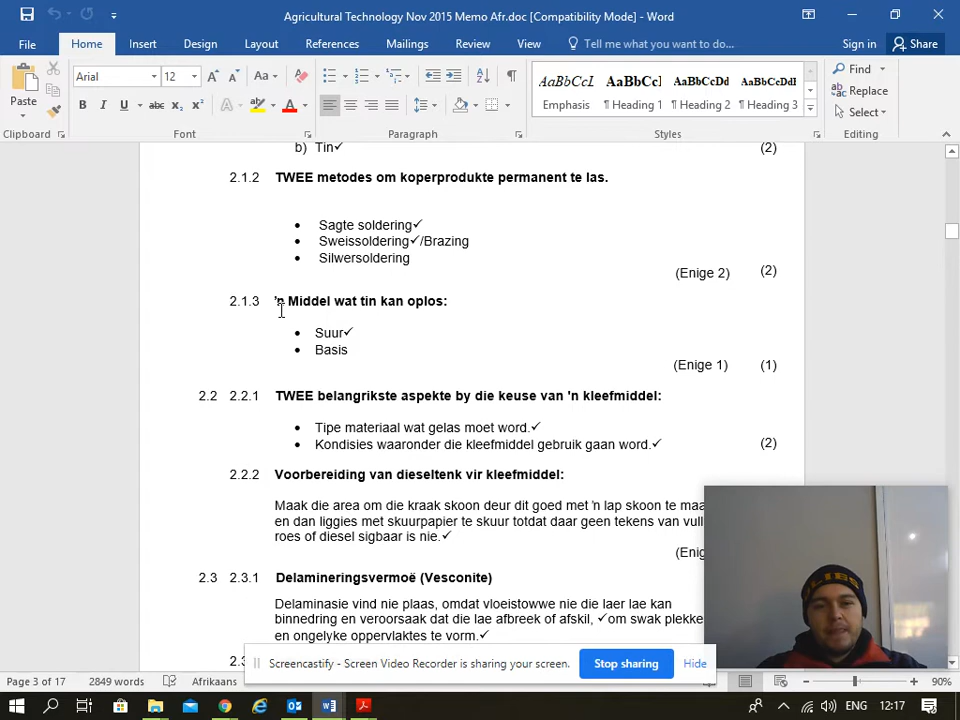 Agricultural Technology Nov 2015 Memo Afr.doc [Compatibility Mode] - Word
File Home Insert Design Layout References Mailings Review View Tell me what you want to do... Sign in Share
Paste
Arial 12
Aa
B I U abc x₂ x² A A
AaBbCcL AaBbCcI AaBbCcDd AaBbCcDdI
Emphasis ¶ Heading 1 ¶ Heading 2 ¶ Heading 3
Find
Replace
Select
Clipboard Font Paragraph Styles Editing
b) Tin✓ (2)
2.1.2 TWEE metodes om koperprodukte permanent te las.
• Sagte soldering✓
• Sweissoldering✓/Brazing
• Silwersoldering
(Enige 2) (2)
2.1.3 'n Middel wat tin kan oplos:
• Suur✓
• Basis
(Enige 1) (1)
2.2 2.2.1 TWEE belangrikste aspekte by die keuse van 'n kleefmiddel:
• Tipe materiaal wat gelas moet word.✓
• Kondisies waaronder die kleefmiddel gebruik gaan word.✓ (2)
2.2.2 Voorbereiding van dieseltenk vir kleefmiddel:
Maak die area om die kraak skoon deur dit goed met 'n lap skoon te maa
en dan liggies met skuurpapier te skuur totdat daar geen tekens van vull
roes of diesel sigbaar is nie.✓
(Enig
2.3 2.3.1 Delamineringsvermoë (Vesconite)
Delaminasie vind nie plaas, omdat vloeistowwe nie die laer lae kan
binnedring en veroorsaak dat die lae afbreek of afskil, ✓om swak plekke
en ongelyke oppervlaktes te vorm.✓
2.3
Screencastify - Screen Video Recorder is sharing your screen. Stop sharing Hide
Page 3 of 17 2849 words Afrikaans 90%
ENG 12:17